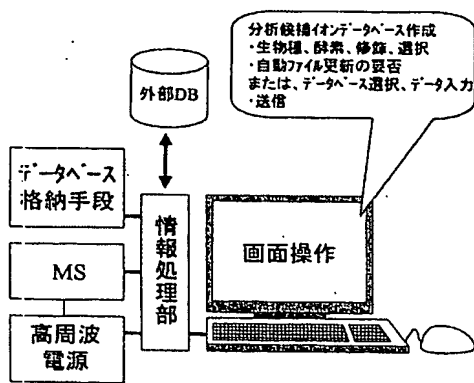 分析候補イオンデータベース作成
・生物種、酵素、修飾、選択
・自動ファイル更新の要否
または、データベース選択、データ入力
・送信
外部DB
データベース
格納手段
情報処理部
画面操作
MS
高周波
電源